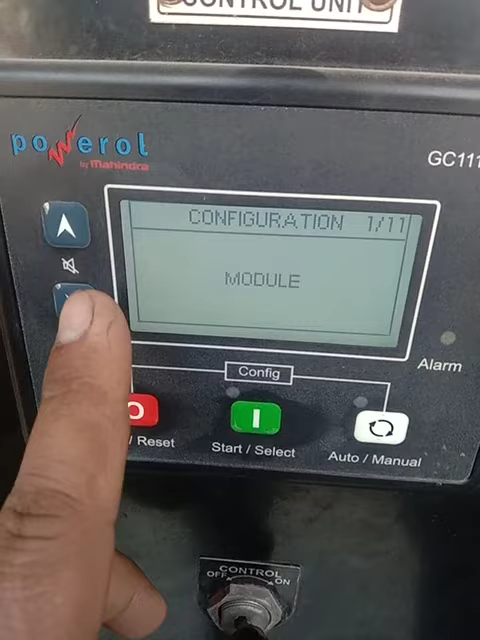 CONTROL UNIT
powerol
by Mahindra
GC111
CONFIGURATION 1/11
MODULE
Alarm
Config
/ Reset
Start / Select
Auto / Manual
CONTROL
OFF ON